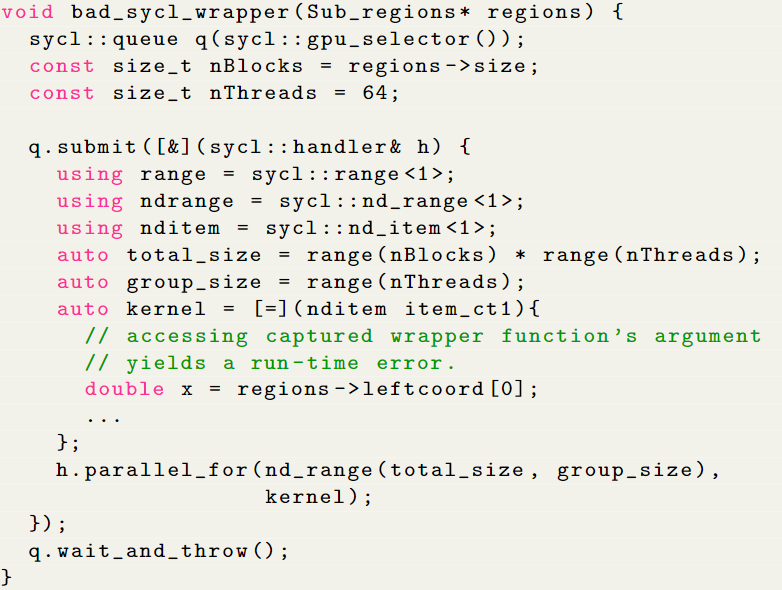 void bad_sycl_wrapper(Sub_regions* regions) {
  sycl::queue q(sycl::gpu_selector());
  const size_t nBlocks = regions->size;
  const size_t nThreads = 64;

  q.submit([&](sycl::handler& h) {
    using range = sycl::range<1>;
    using ndrange = sycl::nd_range<1>;
    using nditem = sycl::nd_item<1>;
    auto total_size = range(nBlocks) * range(nThreads);
    auto group_size = range(nThreads);
    auto kernel = [=](nditem item_ct1){
      // accessing captured wrapper function's argument
      // yields a run-time error.
      double x = regions->leftcoord[0];
      ...
    };
    h.parallel_for(nd_range(total_size, group_size),
                   kernel);
  });
  q.wait_and_throw();
}